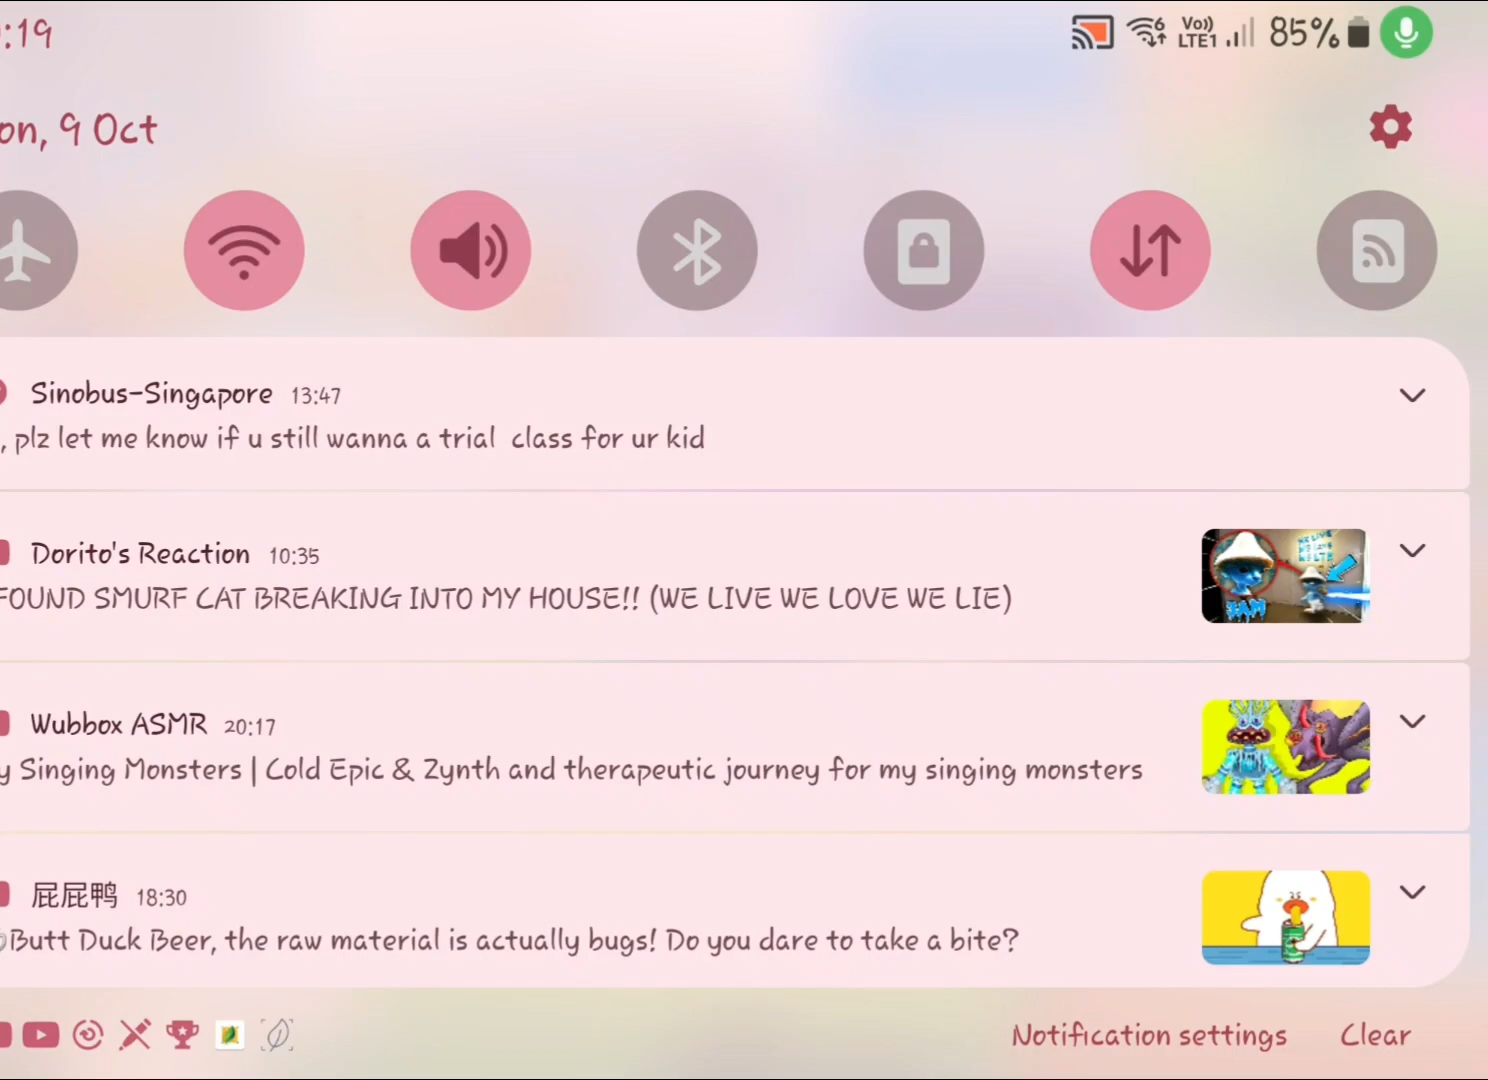 :19
Vo))
LTE1
6
85%
on, 9 Oct
Sinobus-Singapore 13:47
, plz let me know if u still wanna a trial class for ur kid
Dorito's Reaction 10:35
FOUND SMURF CAT BREAKING INTO MY HOUSE!! (WE LIVE WE LOVE WE LIE)
3AM
Wubbox ASMR 20:17
y Singing Monsters | Cold Epic & Zynth and therapeutic journey for my singing monsters
屁屁鸭 18:30
Butt Duck Beer, the raw material is actually bugs! Do you dare to take a bite?
Notification settings Clear